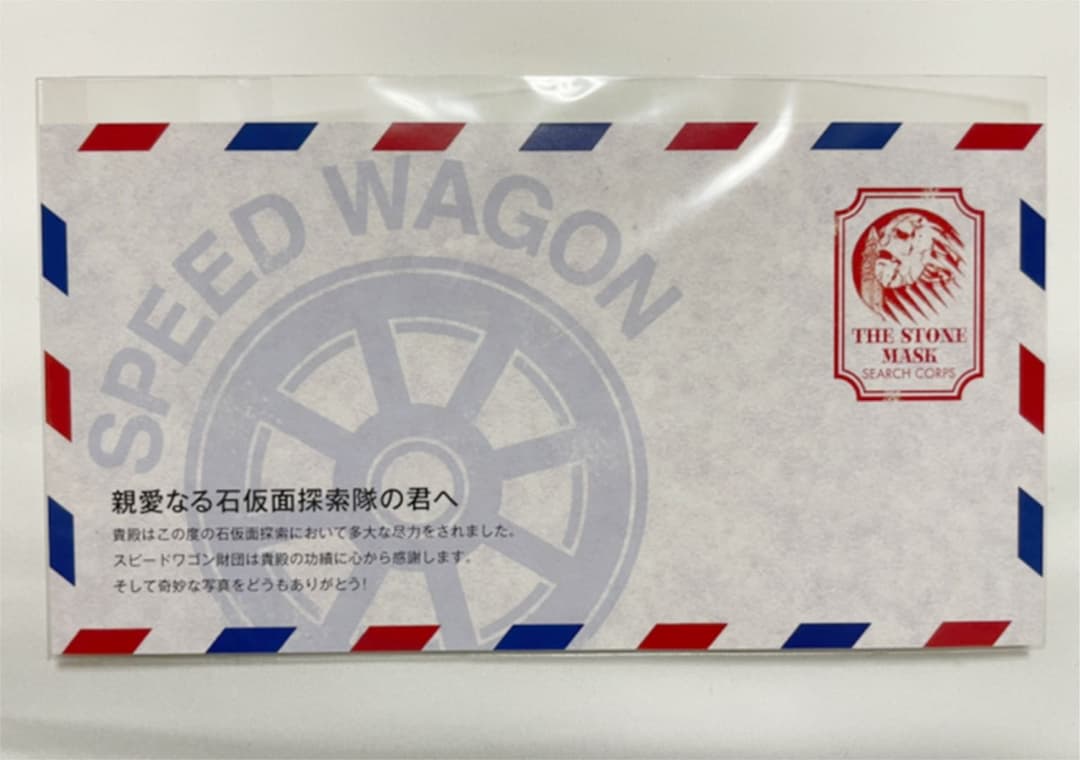 SPEED WAGON
THE STONE
MASK
SEARCH CORPS
親愛なる石仮面探索隊の君へ
貴殿はこの度の石仮面探索において多大な尽力をされました。
スピードワゴン財団は貴殿の功績に心から感謝します。
そして奇妙な写真をどうもありがとう!